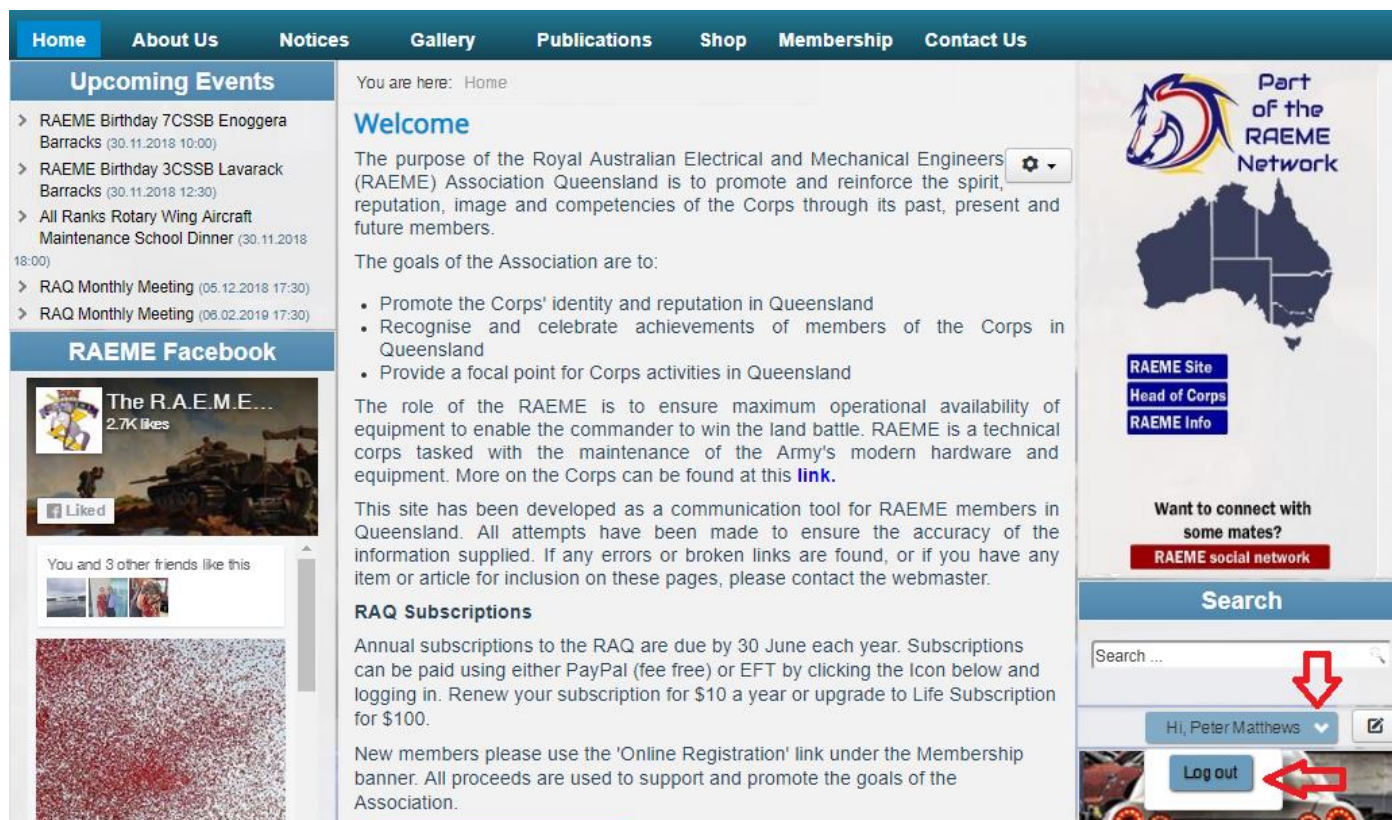 Home About Us Notices Gallery Publications Shop Membership Contact Us
Upcoming Events
RAEME Birthday 7CSSB Enoggera
Barracks (30.11.2018 10:00)
RAEME Birthday 3CSSB Lavarack
Barracks (30.11.2018 12:30)
All Ranks Rotary Wing Aircraft
Maintenance School Dinner (30.11.2018
18:00)
RAQ Monthly Meeting (05.12.2018 17:30)
RAQ Monthly Meeting (06.02.2019 17:30)
RAEME Facebook
The R.A.E.M.E...
2.7K likes
Liked
You and 3 other friends like this
You are here: Home
Welcome
The purpose of the Royal Australian Electrical and Mechanical Engineers
(RAEME) Association Queensland is to promote and reinforce the spirit,
reputation, image and competencies of the Corps through its past, present and
future members.
The goals of the Association are to:
• Promote the Corps' identity and reputation in Queensland
• Recognise and celebrate achievements of members of the Corps in
Queensland
• Provide a focal point for Corps activities in Queensland
The role of the RAEME is to ensure maximum operational availability of
equipment to enable the commander to win the land battle. RAEME is a technical
corps tasked with the maintenance of the Army's modern hardware and
equipment. More on the Corps can be found at this link.
This site has been developed as a communication tool for RAEME members in
Queensland. All attempts have been made to ensure the accuracy of the
information supplied. If any errors or broken links are found, or if you have any
item or article for inclusion on these pages, please contact the webmaster.
RAQ Subscriptions
Annual subscriptions to the RAQ are due by 30 June each year. Subscriptions
can be paid using either PayPal (fee free) or EFT by clicking the Icon below and
logging in. Renew your subscription for $10 a year or upgrade to Life Subscription
for $100.
New members please use the 'Online Registration' link under the Membership
banner. All proceeds are used to support and promote the goals of the
Association.
Part
of the
RAEME
Network
RAEME Site
Head of Corps
RAEME Info
Want to connect with
some mates?
RAEME social network
Search
Search ...
Hi, Peter Matthews
Log out